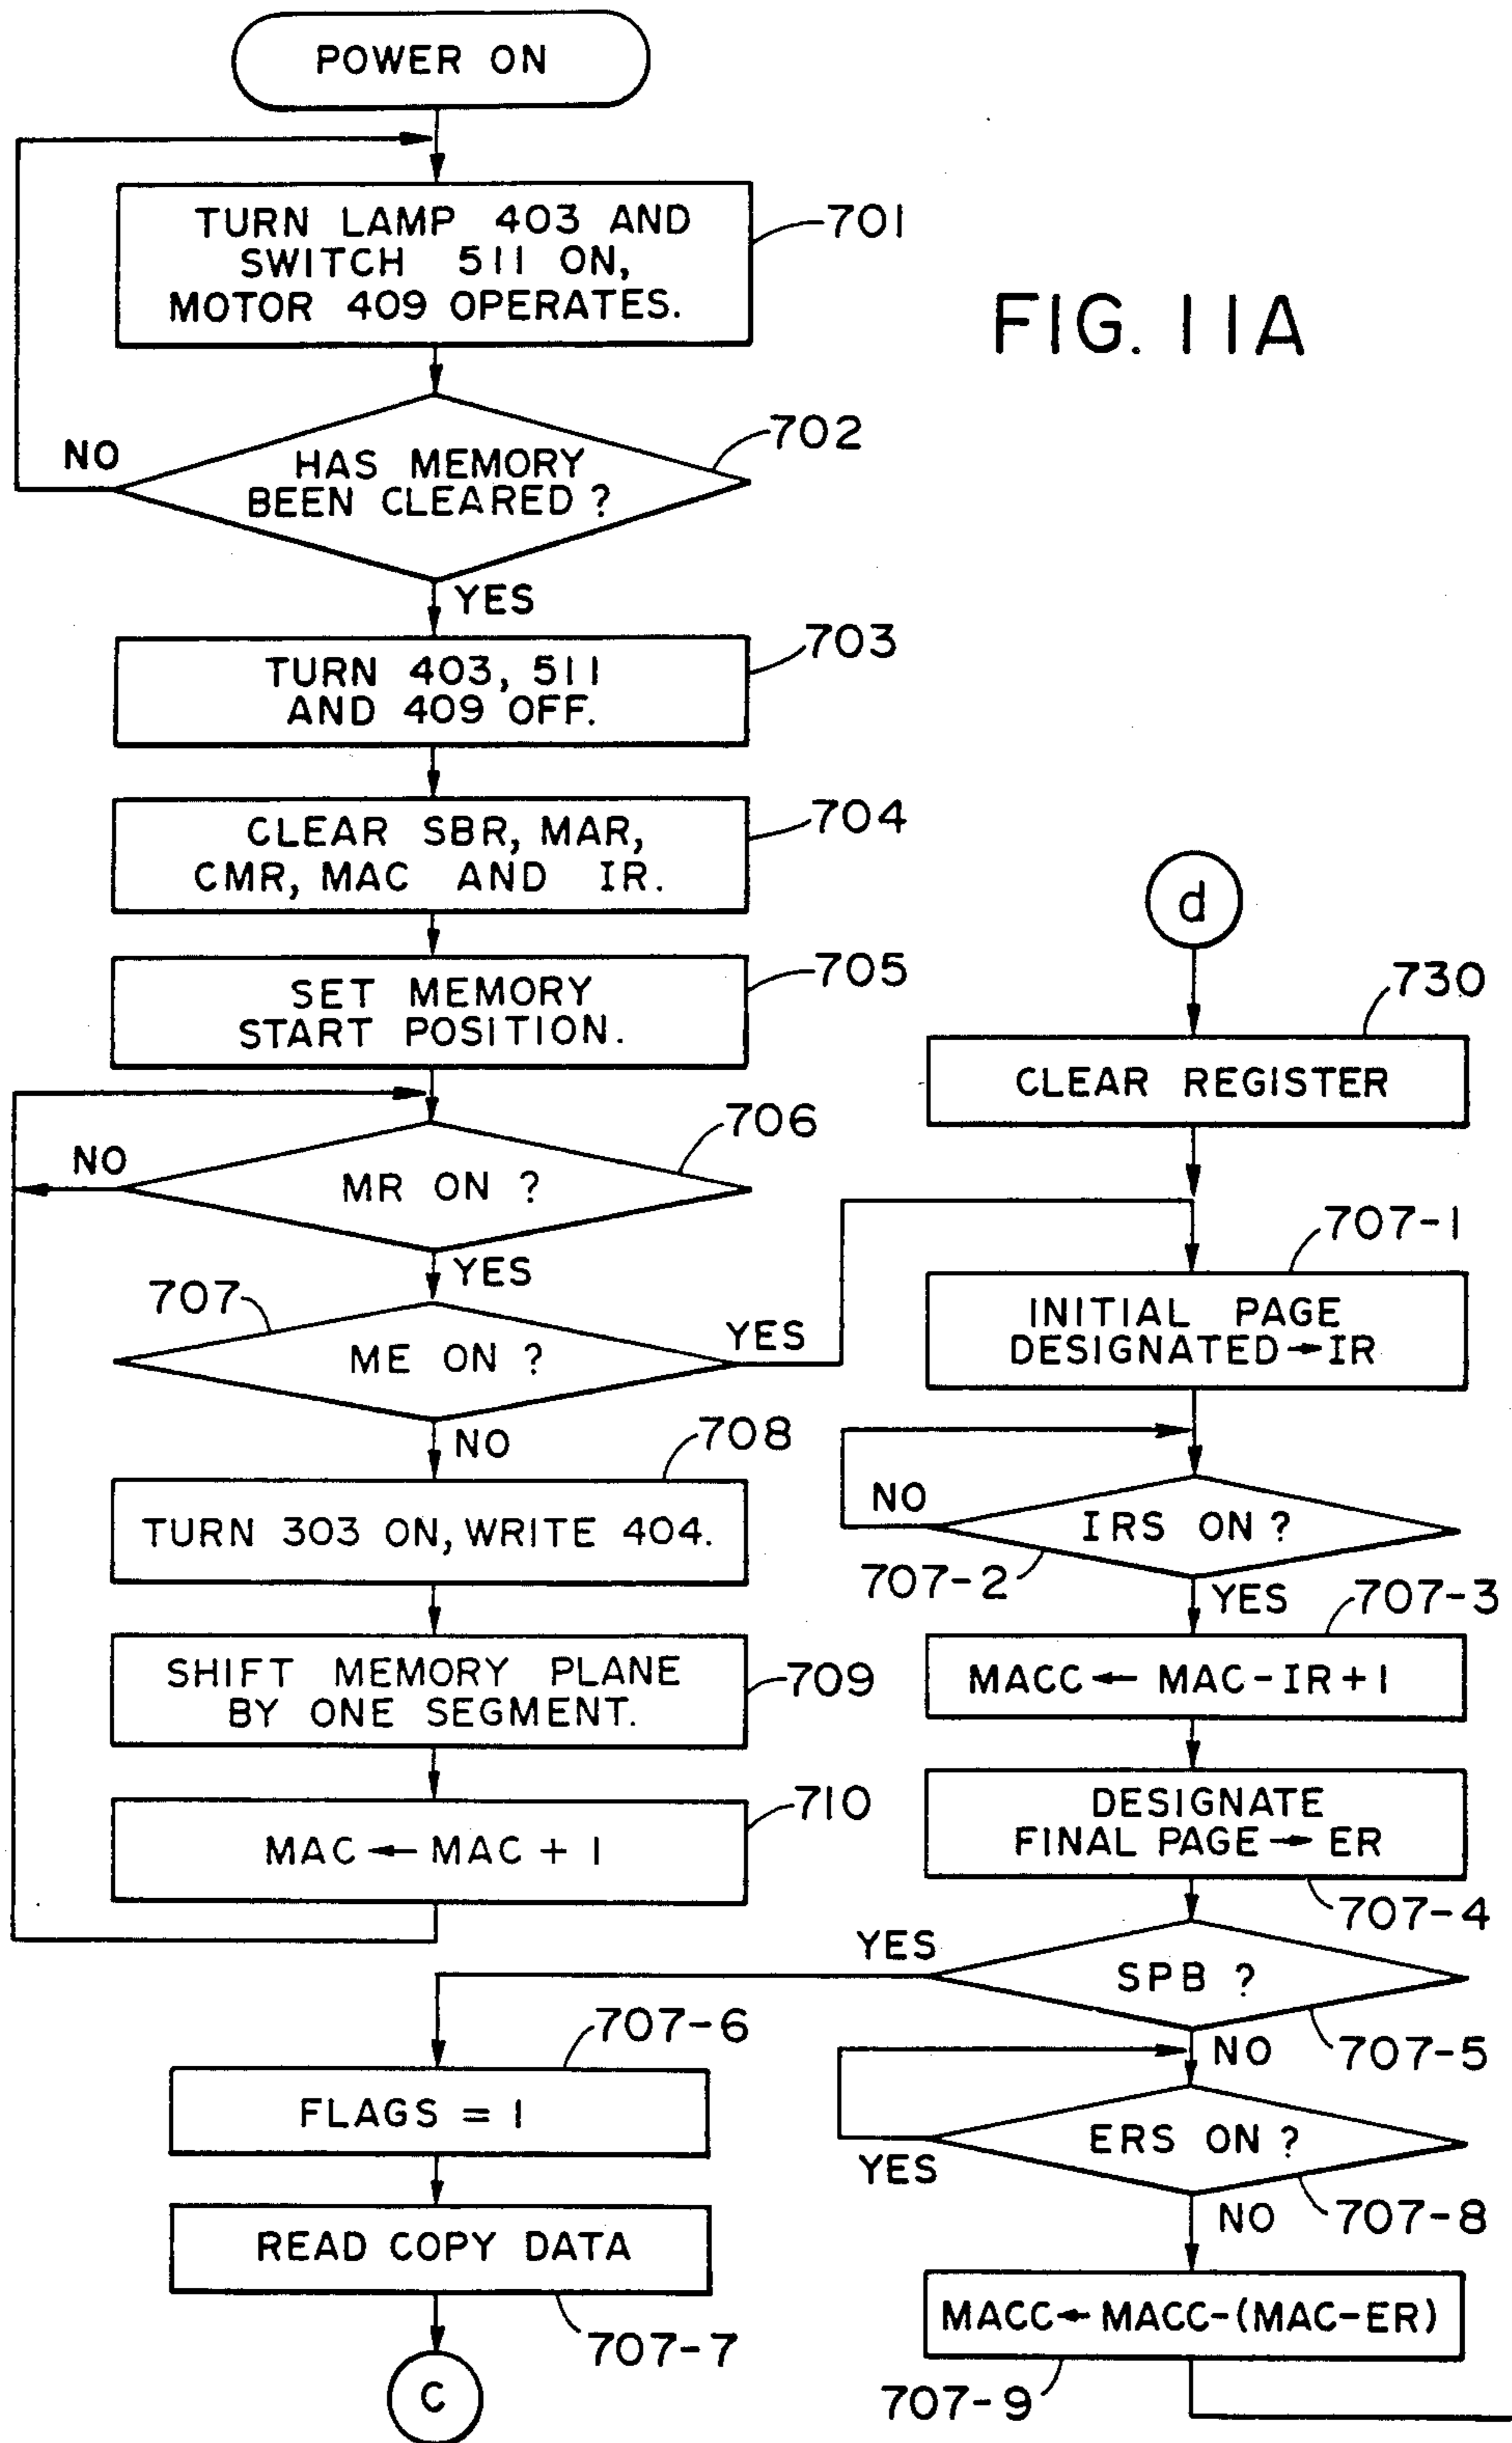 POWER ON
TURN LAMP 403 AND
SWITCH 511 ON,
MOTOR 409 OPERATES.
701
FIG. 11A
HAS MEMORY
BEEN CLEARED ?
702
NO
YES
TURN 403, 511
AND 409 OFF.
703
CLEAR SBR, MAR,
CMR, MAC AND IR.
704
SET MEMORY
START POSITION.
705
MR ON ?
706
NO
YES
707
ME ON ?
YES
NO
708
TURN 303 ON, WRITE 404.
SHIFT MEMORY PLANE
BY ONE SEGMENT.
709
MAC ← MAC + 1
710
d
730
CLEAR REGISTER
707-1
INITIAL PAGE
DESIGNATED → IR
NO
IRS ON ?
707-2
YES
707-3
MACC ← MAC-IR+1
DESIGNATE
FINAL PAGE → ER
707-4
YES
SPB ?
707-5
NO
707-6
FLAGS = 1
READ COPY DATA
707-7
C
ERS ON ?
YES
707-8
NO
MACC ← MACC-(MAC-ER)
707-9